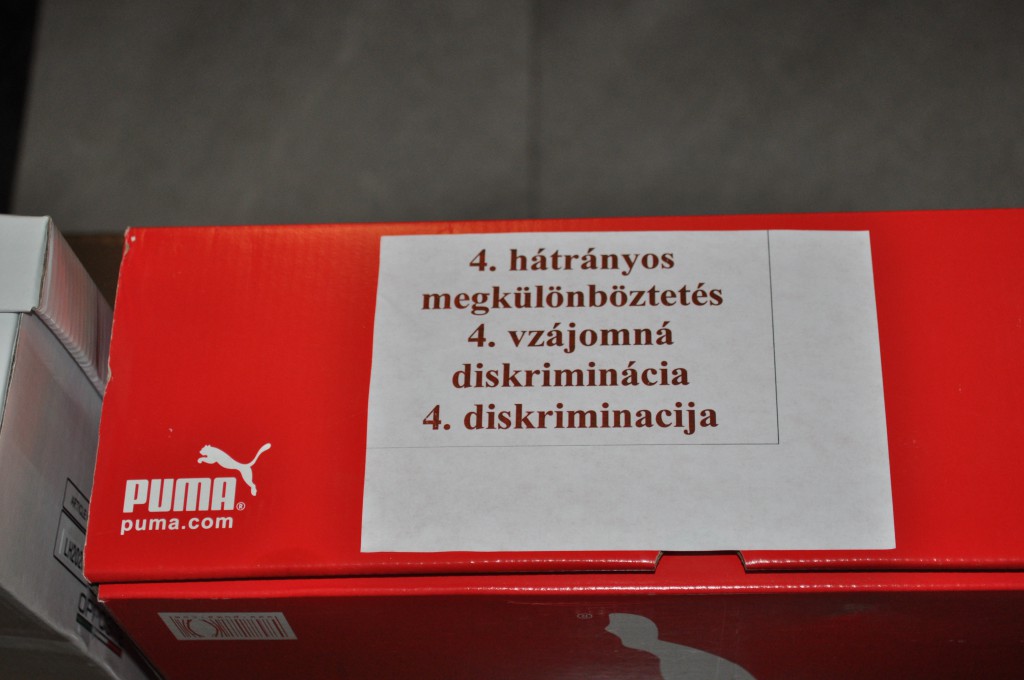 4. hátrányos
megkülönböztetés
4. vzájomná
diskriminácia
4. diskriminacija
PUMA®
puma.com